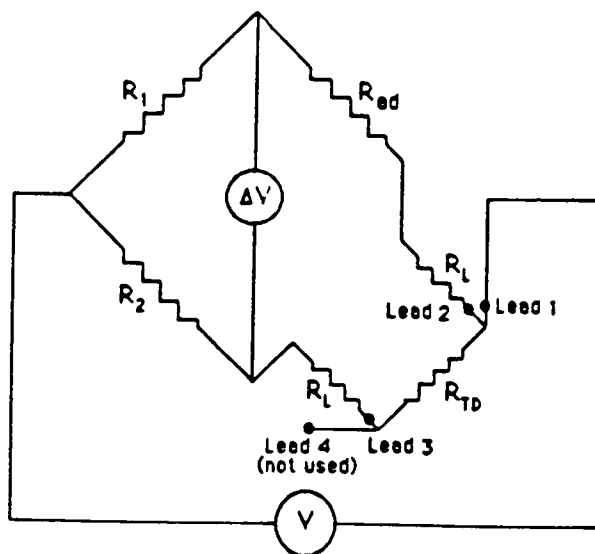 R1
Rad
ΔV
R2
RL
Lead 2
Lead 1
RL
RTD
Lead 4
(not used)
Lead 3
V